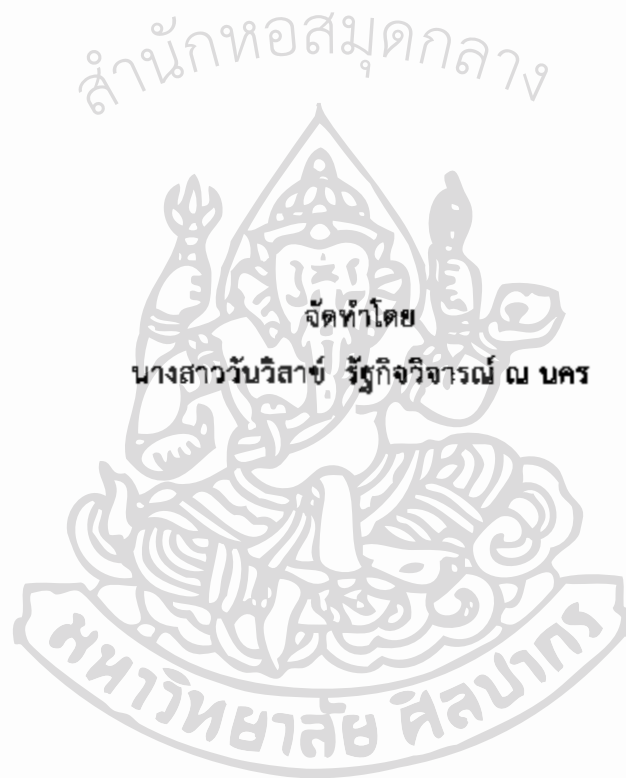 สำนักหอสมุดกลาง
จัดทำโดย
นางสาววันวิสาข์ รัฐกิจวิจารณ์ ณ นคร
มหาวิทยาลัย ศิลปากร